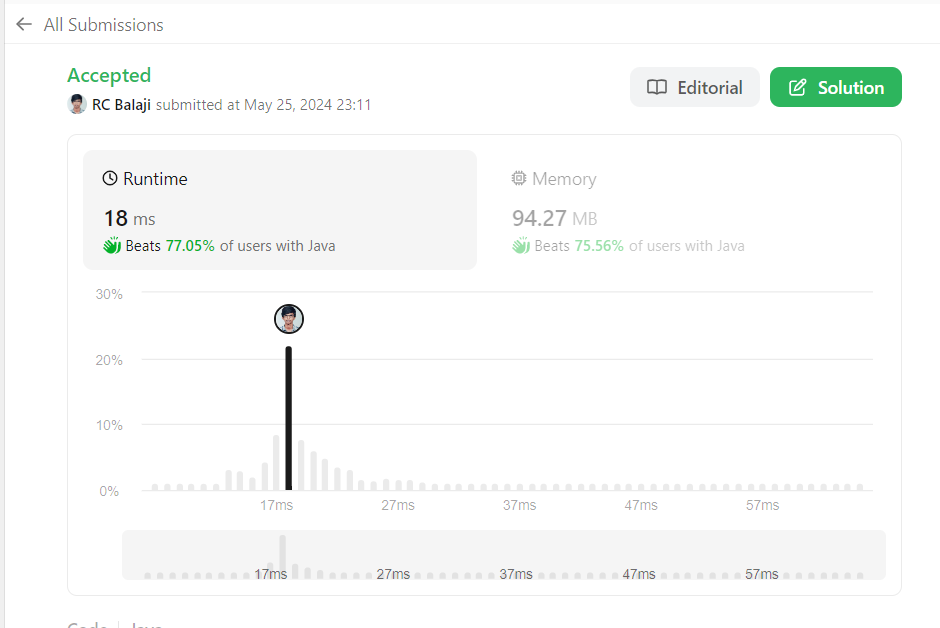 All Submissions
Accepted
RC Balaji submitted at May 25, 2024 23:11
Editorial
Solution
Runtime
18 ms
Beats 77.05% of users with Java
Memory
94.27 MB
Beats 75.56% of users with Java
30%
20%
10%
0%
17ms 27ms 37ms 47ms 57ms
17ms 27ms 37ms 47ms 57ms
Code | Java